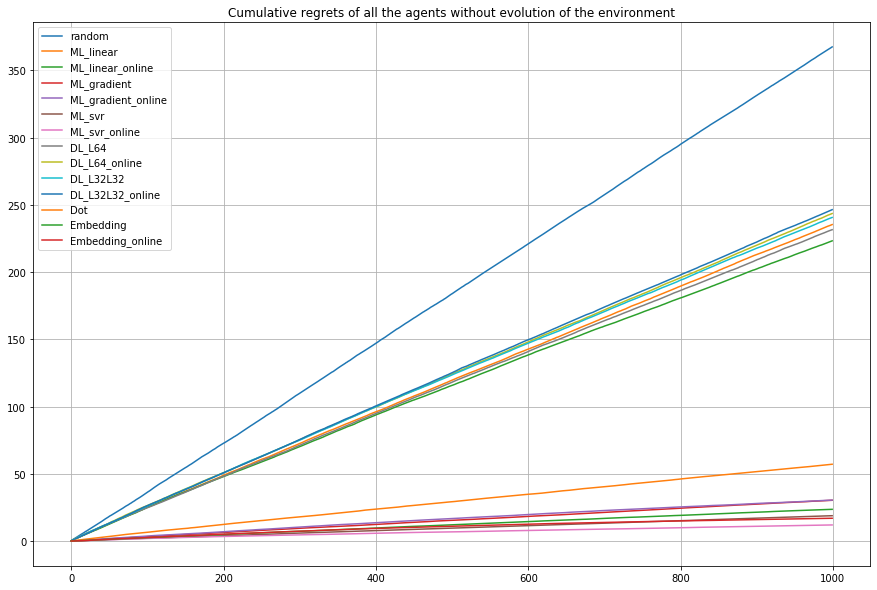 Cumulative regrets of all the agents without evolution of the environment
random
ML_linear
ML_linear_online
ML_gradient
ML_gradient_online
ML_svr
ML_svr_online
DL_L64
DL_L64_online
DL_L32L32
DL_L32L32_online
Dot
Embedding
Embedding_online
350
300
250
200
150
100
50
0
0 200 400 600 800 1000